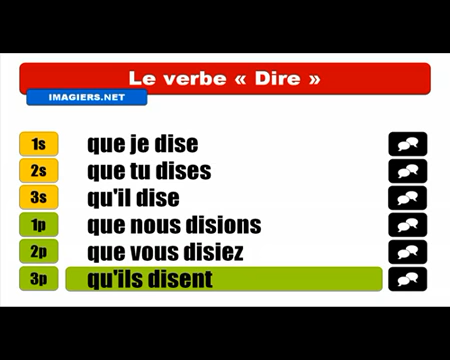 Le verbe « Dire »
IMAGIERS.NET
1s que je dise
2s que tu dises
3s qu'il dise
1p que nous disions
2p que vous disiez
3p qu'ils disent